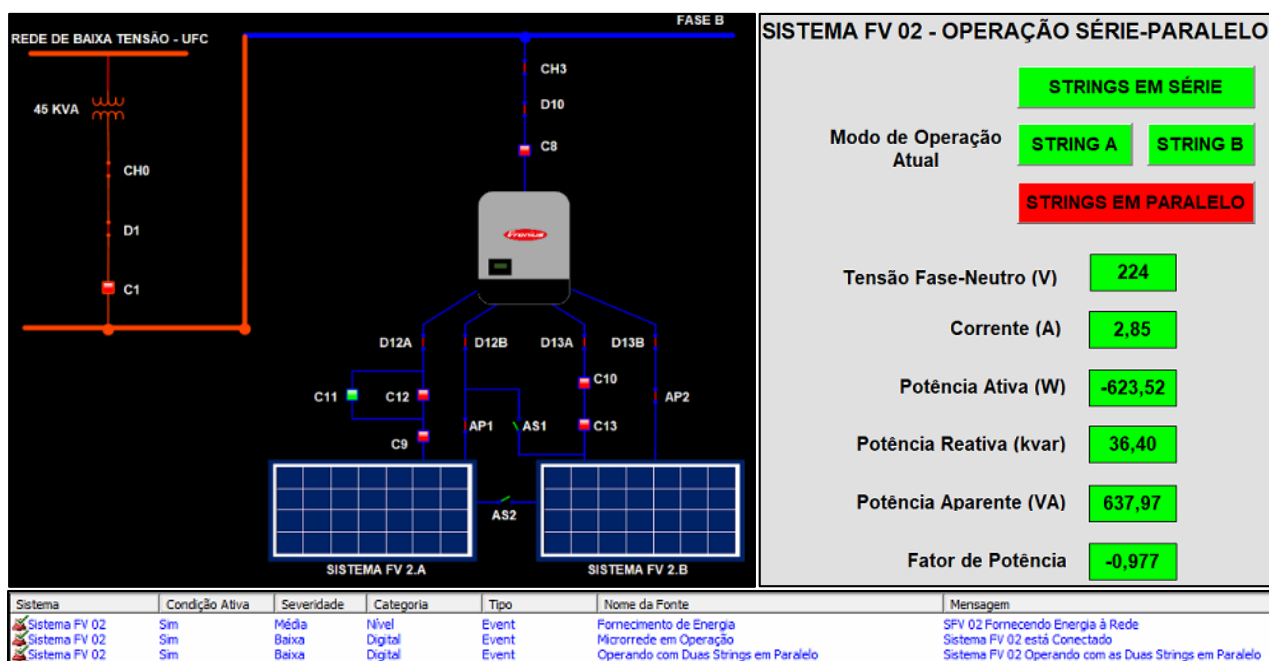 FASE B
REDE DE BAIXA TENSÃO - UFC
45 KVA
CH0
D1
C1
CH3
D10
C8
Fronius
D12A
D12B
D13A
D13B
C11
C12
C10
AP2
AP1
AS1
C13
C9
AS2
SISTEMA FV 2.A
SISTEMA FV 2.B
SISTEMA FV 02 - OPERAÇÃO SÉRIE-PARALELO
STRINGS EM SÉRIE
Modo de Operação
Atual
STRING A
STRING B
STRINGS EM PARALELO
Tensão Fase-Neutro (V) 224
Corrente (A) 2,85
Potência Ativa (W) -623,52
Potência Reativa (kvar) 36,40
Potência Aparente (VA) 637,97
Fator de Potência -0,977
Sistema Condição Ativa Severidade Categoria Tipo Nome da Fonte Mensagem
Sistema FV 02 Sim Média Nível Event Fornecimento de Energia SFV 02 Fornecendo Energia à Rede
Sistema FV 02 Sim Baixa Digital Event Microrrede em Operação Sistema FV 02 está Conectado
Sistema FV 02 Sim Baixa Digital Event Operando com Duas Strings em Paralelo Sistema FV 02 Operando com as Duas Strings em Paralelo